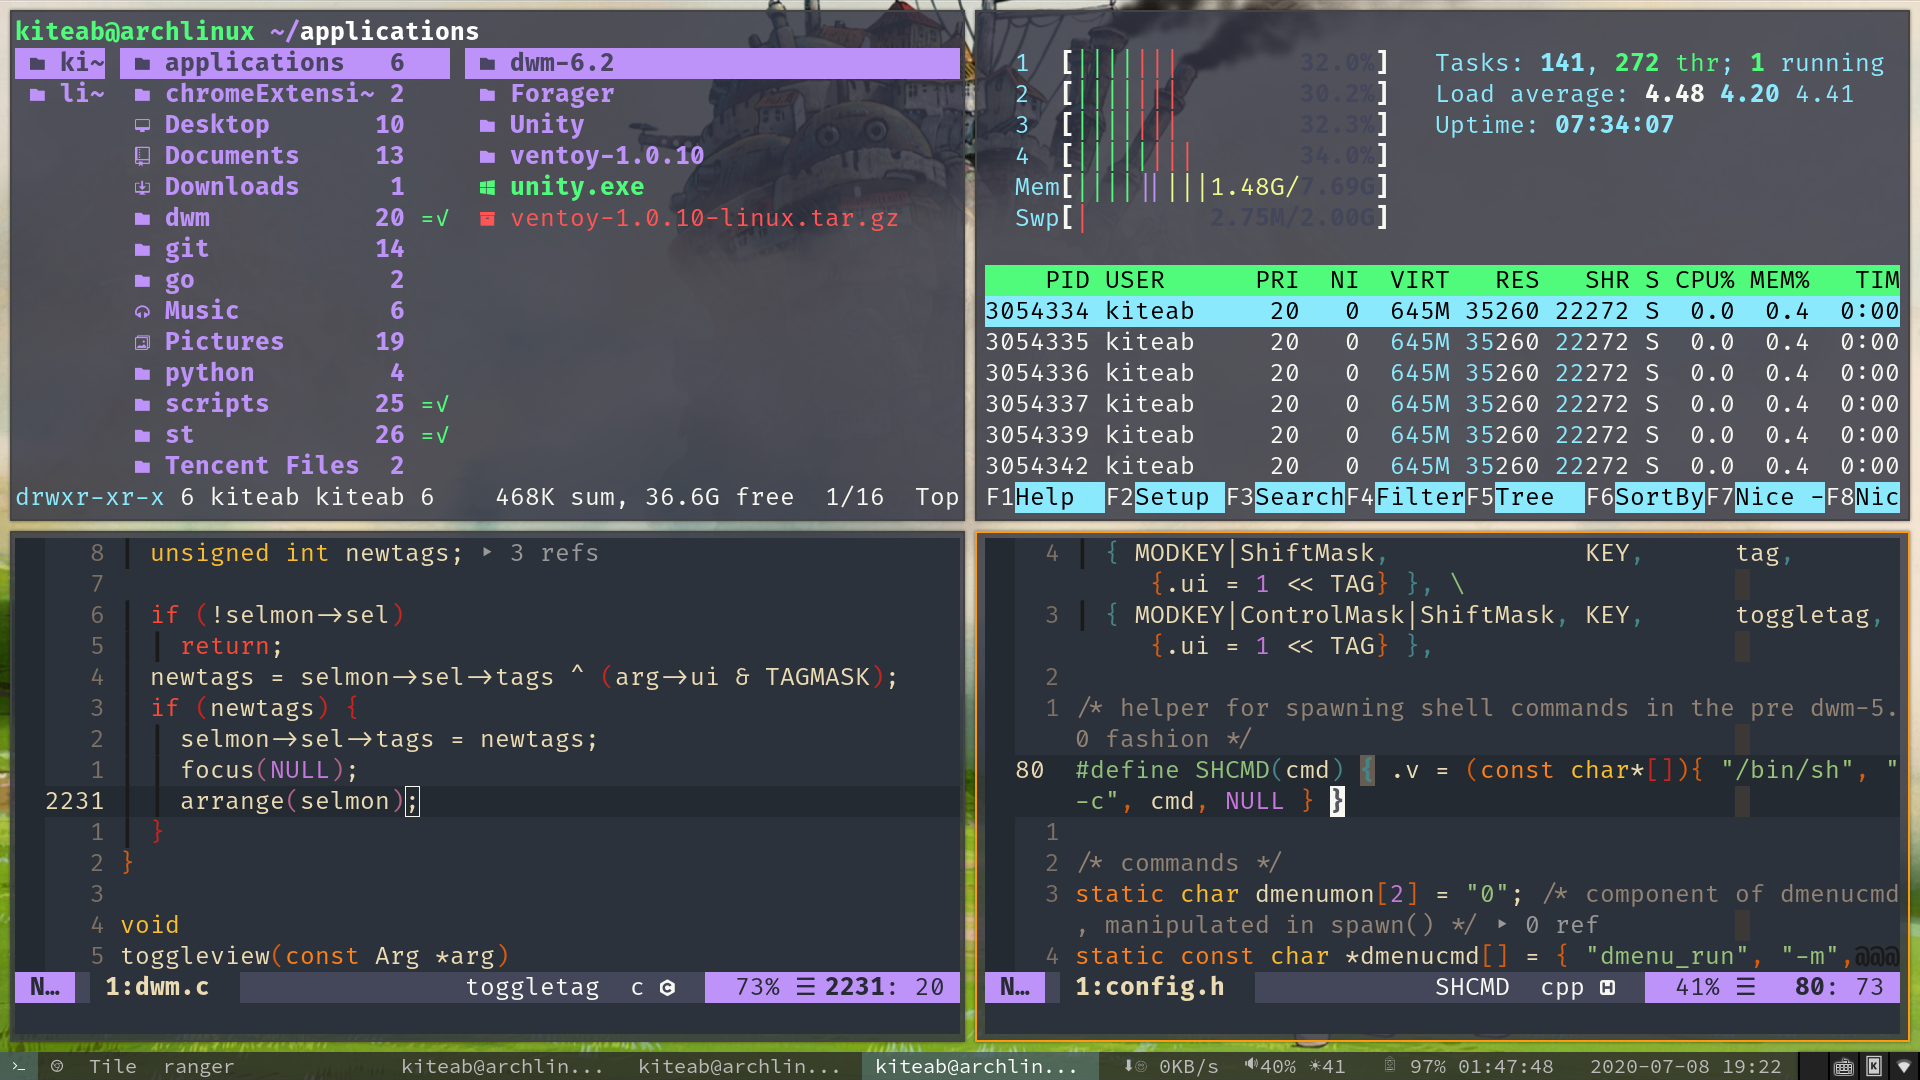 kiteab@archlinux ~/applications
ki~ applications 6 dwm-6.2
li~ chromeExtensi~ 2 Forager
Desktop 10 Unity
Documents 13 ventoy-1.0.10
Downloads 1 unity.exe
dwm 20 =√ ventoy-1.0.10-linux.tar.gz
git 14
go 2
Music 6
Pictures 19
python 4
scripts 25 =√
st 26 =√
Tencent Files 2
drwxr-xr-x 6 kiteab kiteab 6 468K sum, 36.6G free 1/16 Top
1 [|||||||| 32.0%] Tasks: 141, 272 thr; 1 running
2 [|||||||| 30.2%] Load average: 4.48 4.20 4.41
3 [|||||||| 32.3%] Uptime: 07:34:07
4 [||||||||| 34.0%]
Mem[|||||||||1.48G/7.69G]
Swp[| 2.75M/2.00G]
PID USER PRI NI VIRT RES SHR S CPU% MEM% TIM
3054334 kiteab 20 0 645M 35260 22272 S 0.0 0.4 0:00
3054335 kiteab 20 0 645M 35260 22272 S 0.0 0.4 0:00
3054336 kiteab 20 0 645M 35260 22272 S 0.0 0.4 0:00
3054337 kiteab 20 0 645M 35260 22272 S 0.0 0.4 0:00
3054339 kiteab 20 0 645M 35260 22272 S 0.0 0.4 0:00
3054342 kiteab 20 0 645M 35260 22272 S 0.0 0.4 0:00
F1Help F2Setup F3SearchF4FilterF5Tree F6SortByF7Nice -F8Nic
8 unsigned int newtags; ‣ 3 refs
7
6 if (!selmon->sel)
5 return;
4 newtags = selmon->sel->tags ^ (arg->ui & TAGMASK);
3 if (newtags) {
2 selmon->sel->tags = newtags;
1 focus(NULL);
2231 arrange(selmon);
1 }
2 }
3
4 void
5 toggleview(const Arg *arg)
N… 1:dwm.c toggletag c 73% ☰ 2231: 20
4 { MODKEY|ShiftMask, KEY, tag,
{.ui = 1 << TAG} }, \
3 { MODKEY|ControlMask|ShiftMask, KEY, toggletag,
{.ui = 1 << TAG} },
2
1 /* helper for spawning shell commands in the pre dwm-5.
0 fashion */
80 #define SHCMD(cmd) { .v = (const char*[]){ "/bin/sh", "
-c", cmd, NULL } }
1
2 /* commands */
3 static char dmenumon[2] = "0"; /* component of dmenucmd
, manipulated in spawn() */ ‣ 0 ref
4 static const char *dmenucmd[] = { "dmenu_run", "-m",@@@
N… 1:config.h SHCMD cpp 41% ☰ 80: 73
>_ Tile ranger kiteab@archlin... kiteab@archlin... kiteab@archlin... 0KB/s 40% 41 97% 01:47:48 2020-07-08 19:22